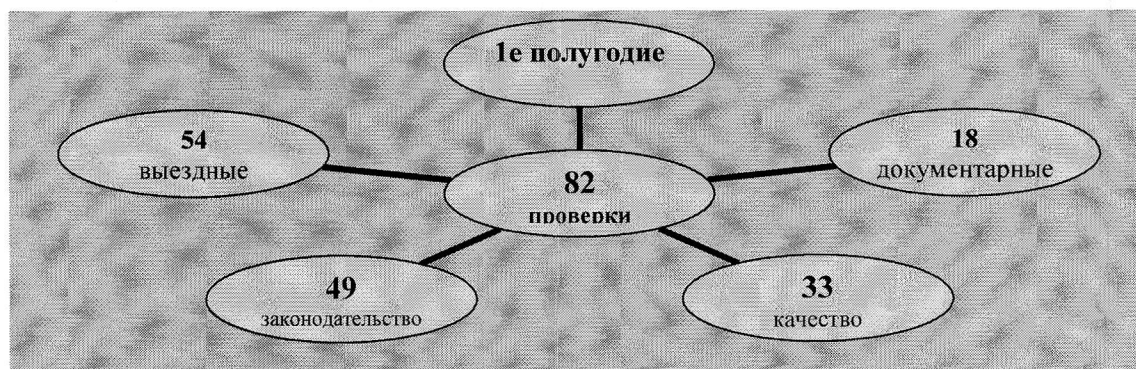 1е полугодие
54
выездные
18
документарные
82
проверки
49
законодательство
33
качество